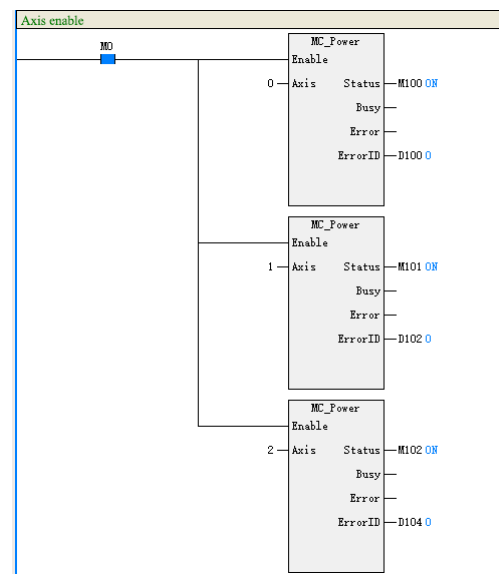 Axis enable
M0
MC_Power
Enable
0 Axis Status M100 ON
Busy
Error
ErrorID D100 0
MC_Power
Enable
1 Axis Status M101 ON
Busy
Error
ErrorID D102 0
MC_Power
Enable
2 Axis Status M102 ON
Busy
Error
ErrorID D104 0